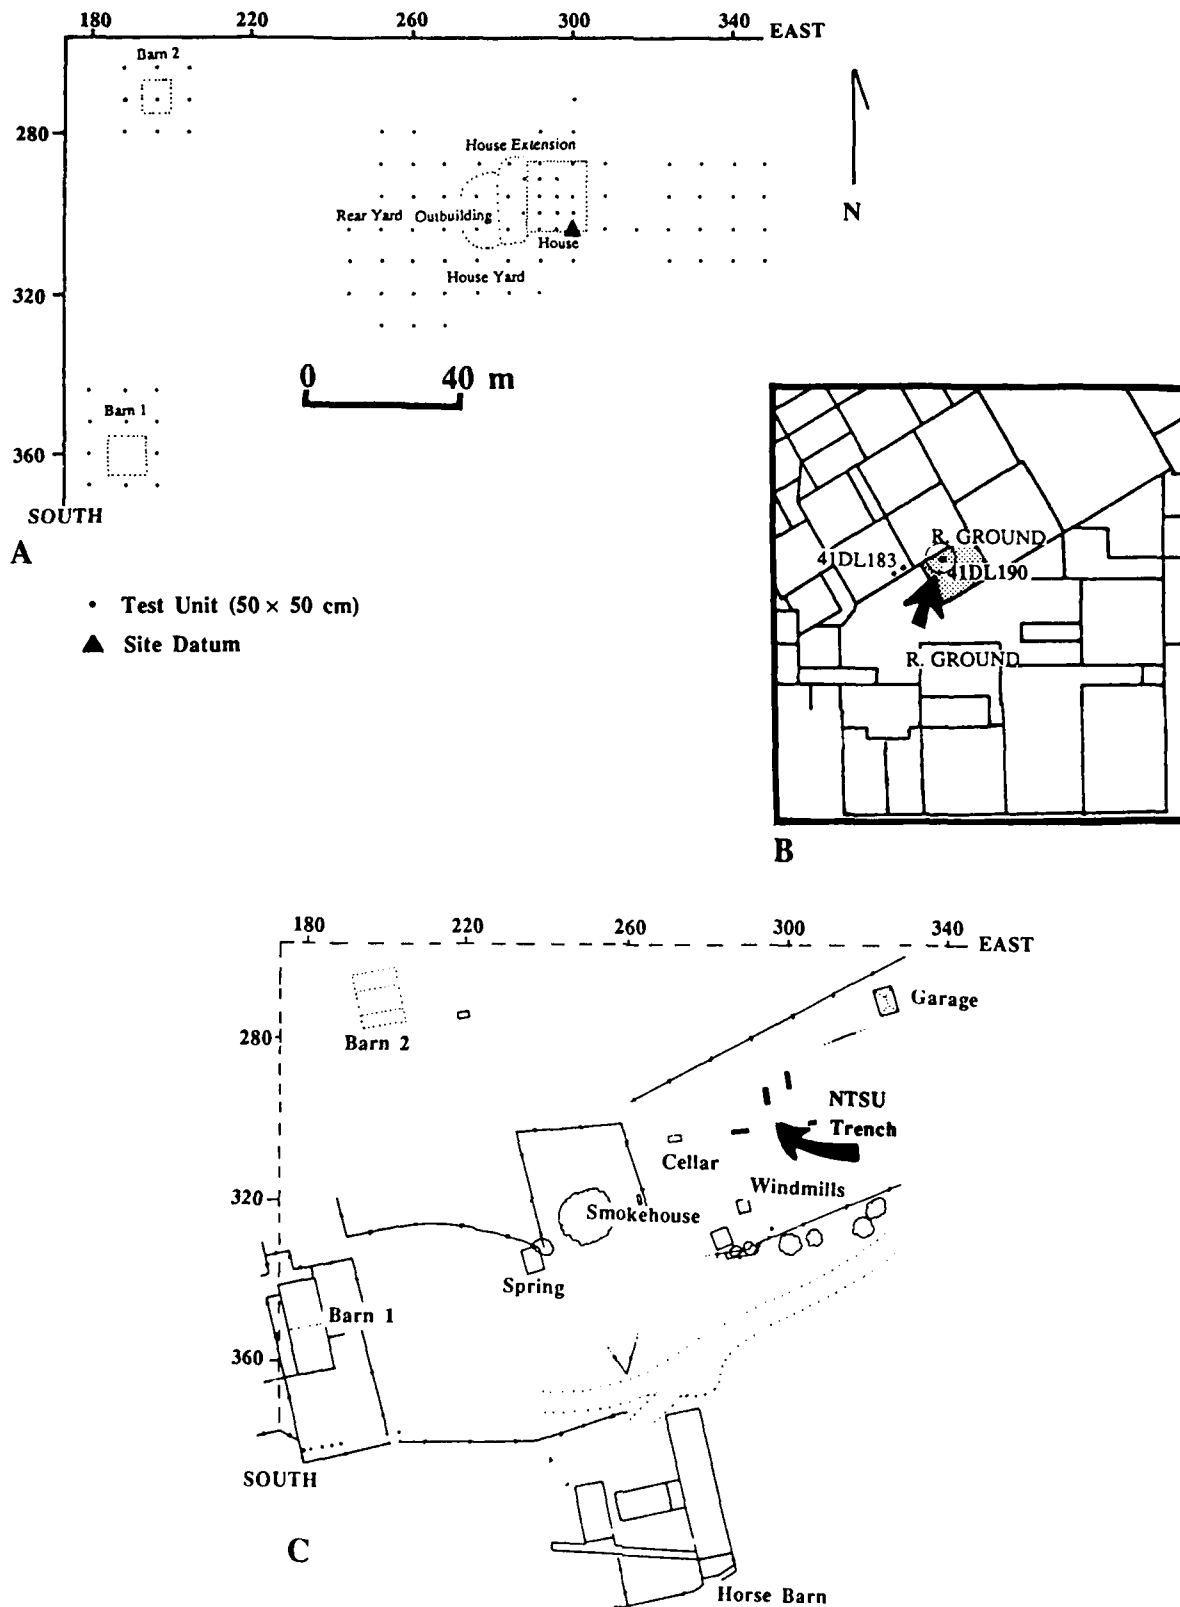 180 220 260 300 340
EAST
Barn 2
280
House Extension
Rear Yard Outbuilding
House
N
House Yard
320
0 40 m
Barn 1
360
SOUTH
A
• Test Unit (50 × 50 cm)
▲ Site Datum
R. GROUND
41DL183
41DL190
R. GROUND
B
180 220 260 300 340
EAST
Garage
280
Barn 2
NTSU
Trench
Cellar
Windmills
320
Smokehouse
Spring
Barn 1
360
SOUTH
C
Horse Barn